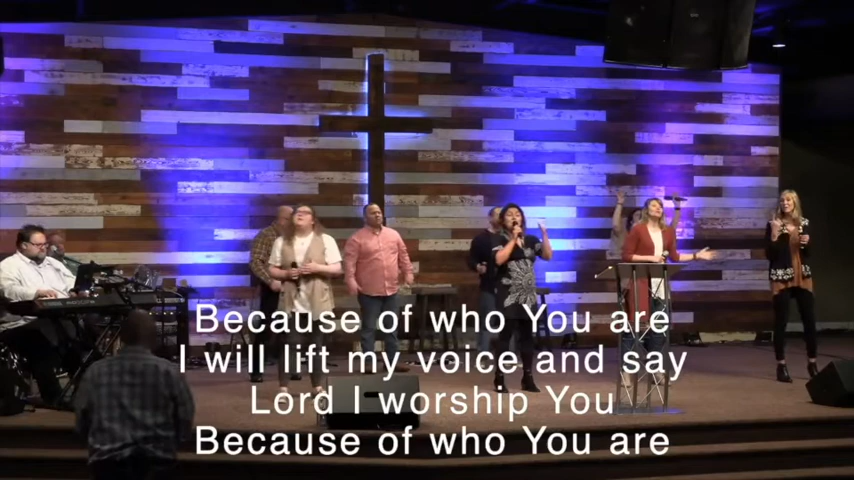 Because of who You are
I will lift my voice and say
Lord I worship You
Because of who You are